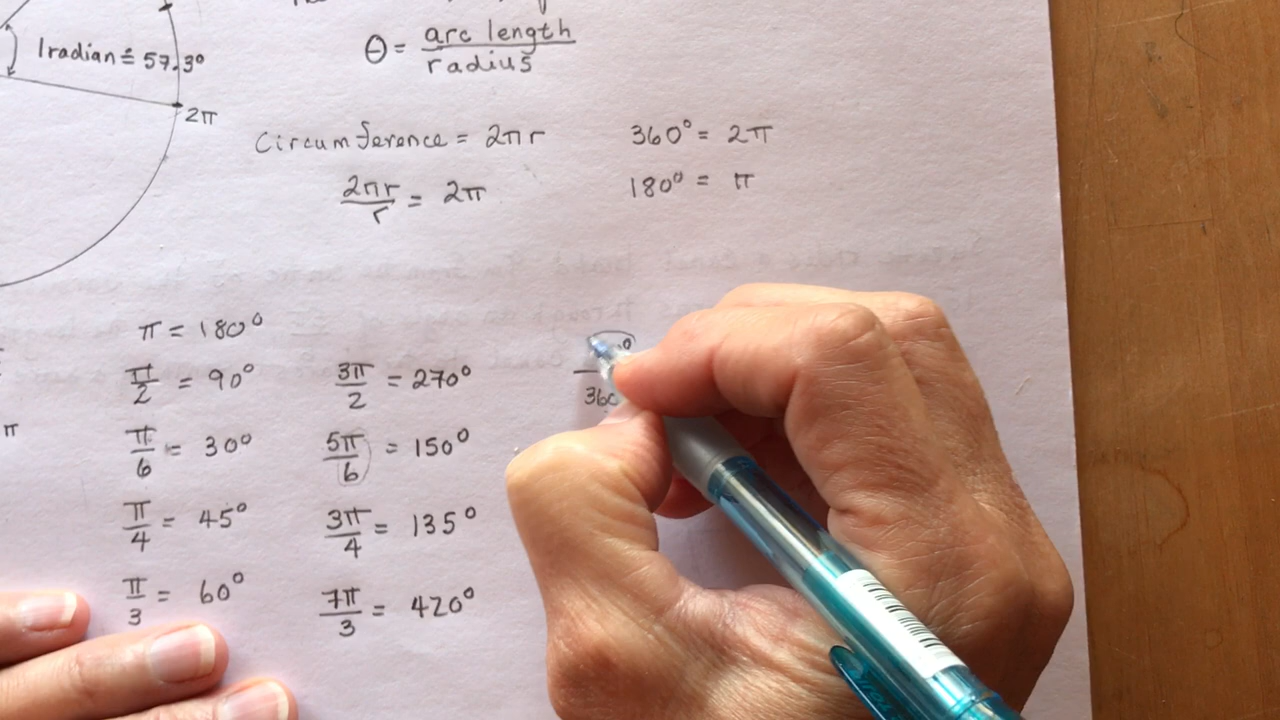 θ = arc length / radius
1 radian ≐ 57.3°
2π
Circumference = 2πr
360° = 2π
2πr/r = 2π
180° = π
π = 180°
π/2 = 90°
3π/2 = 270°
π/6 = 30°
5π/6 = 150°
π/4 = 45°
3π/4 = 135°
π/3 = 60°
7π/3 = 420°
π